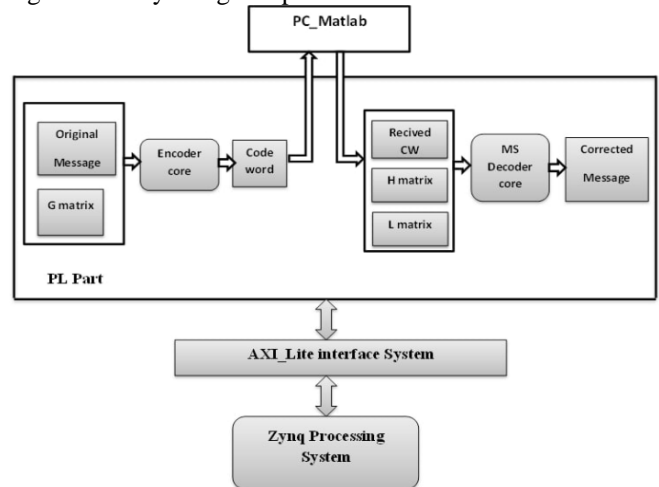 PC_Matlab
Original
Message
G matrix
Encoder
core
Code
word
Recived
CW
H matrix
L matrix
MS
Decoder
core
Corrected
Message
PL Part
AXI_Lite interface System
Zynq Processing
System